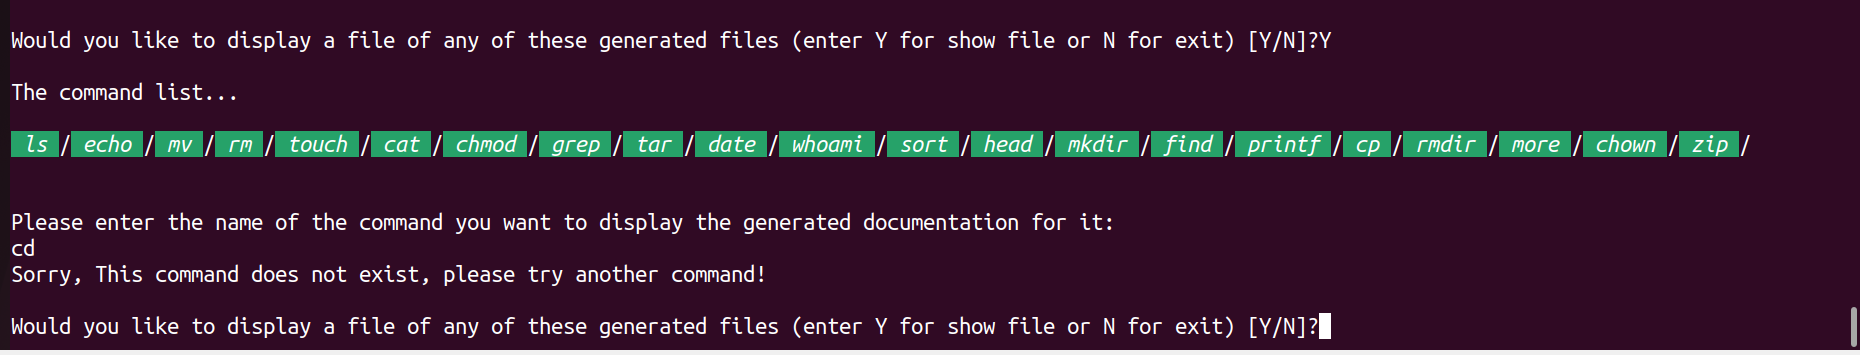 Would you like to display a file of any of these generated files (enter Y for show file or N for exit) [Y/N]?Y
The command list...
ls / echo / mv / rm / touch / cat / chmod / grep / tar / date / whoami / sort / head / mkdir / find / printf / cp / rmdir / more / chown / zip /
Please enter the name of the command you want to display the generated documentation for it:
cd
Sorry, This command does not exist, please try another command!
Would you like to display a file of any of these generated files (enter Y for show file or N for exit) [Y/N]?